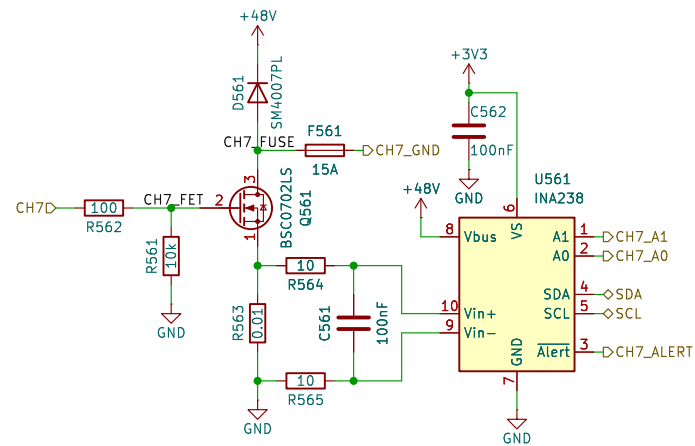 +48V
D561
SM4007PL
CH7_FUSE
F561
15A
CH7_GND
+3V3
C562
100nF
GND
CH7
100
R562
CH7_FET
2
3
1
BSC0702LS
Q561
R561
10k
GND
+48V
U561
INA238
6
VS
8
Vbus
A1
1
CH7_A1
A0
2
CH7_A0
SDA
4
SDA
SCL
5
SCL
10
Vin+
9
Vin-
Alert
3
CH7_ALERT
GND
7
GND
10
R564
R563
0.01
C561
100nF
10
R565
GND